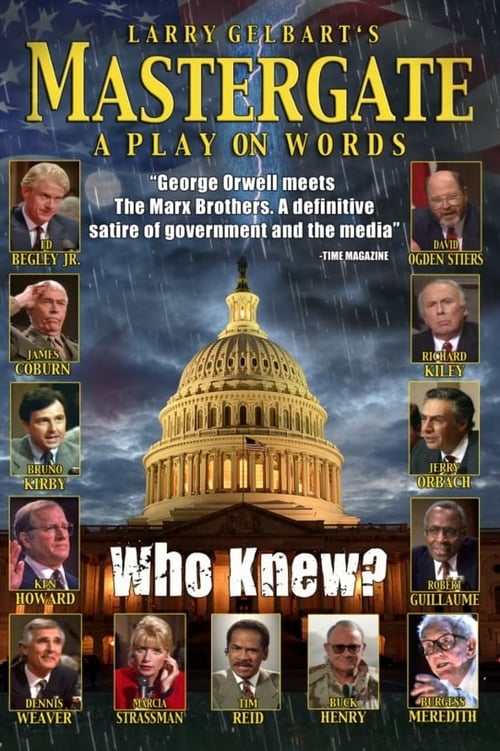 LARRY GELBART'S
MASTERGATE
A PLAY ON WORDS
"George Orwell meets
The Marx Brothers. A definitive
satire of government and the media"
-TIME MAGAZINE
ED
BEGLEY JR.
DAVID
OGDEN STIERS
JAMES
COBURN
RICHARD
KILEY
BRUNO
KIRBY
JERRY
ORBACH
KEN
HOWARD
ROBERT
GUILLAUME
Who Knew?
DENNIS
WEAVER
MARCIA
STRASSMAN
TIM
REID
BUCK
HENRY
BURGESS
MEREDITH